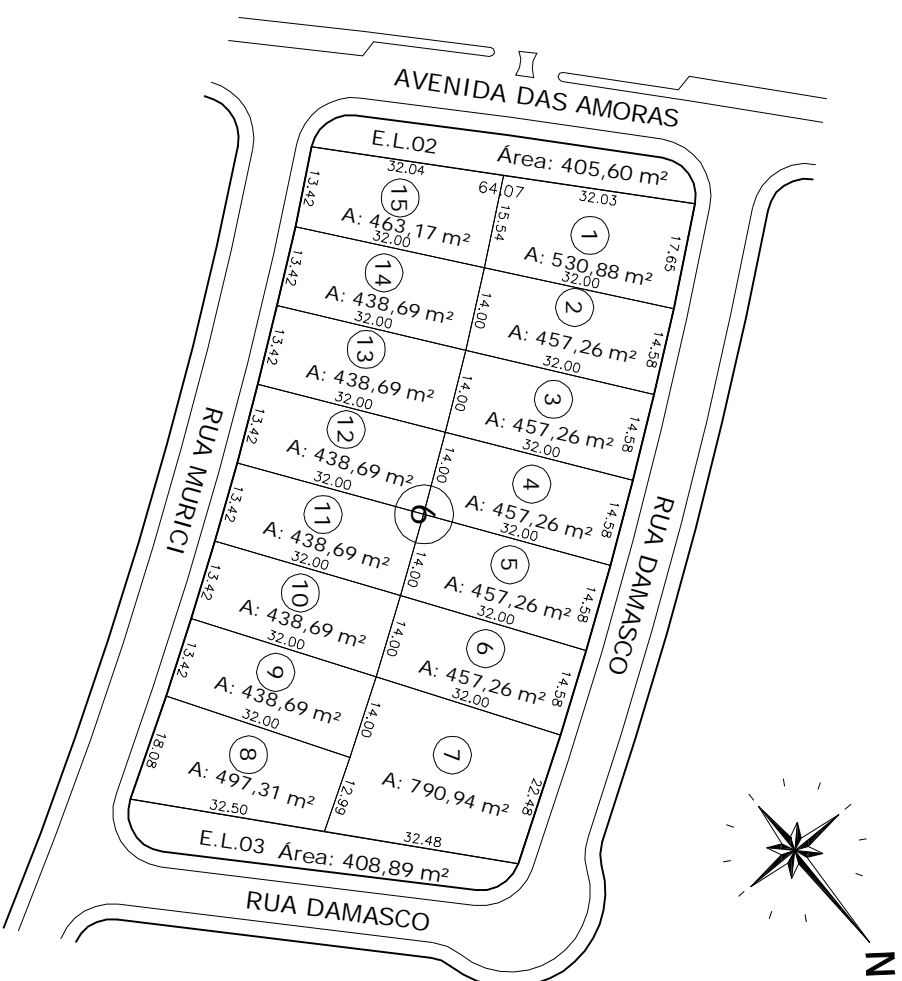 AVENIDA DAS AMORAS
E.L.02 Área: 405,60 m²
32.04
64.07
32.03
13.42
15
A: 463,17 m²
32.00
15.54
1
A: 530,88 m²
32.00
17.65
13.42
14
A: 438,69 m²
32.00
14.00
2
A: 457,26 m²
32.00
14.58
13.42
13
A: 438,69 m²
32.00
14.00
3
A: 457,26 m²
32.00
14.58
13.42
12
A: 438,69 m²
32.00
14.00
4
A: 457,26 m²
32.00
14.58
6
13.42
11
A: 438,69 m²
32.00
14.00
5
A: 457,26 m²
32.00
14.58
13.42
10
A: 438,69 m²
32.00
14.00
6
A: 457,26 m²
32.00
14.58
13.42
9
A: 438,69 m²
32.00
14.00
7
A: 790,94 m²
22.48
18.08
8
A: 497,31 m²
32.50
12.99
32.48
E.L.03 Área: 408,89 m²
RUA MURICI
RUA DAMASCO
RUA DAMASCO
N